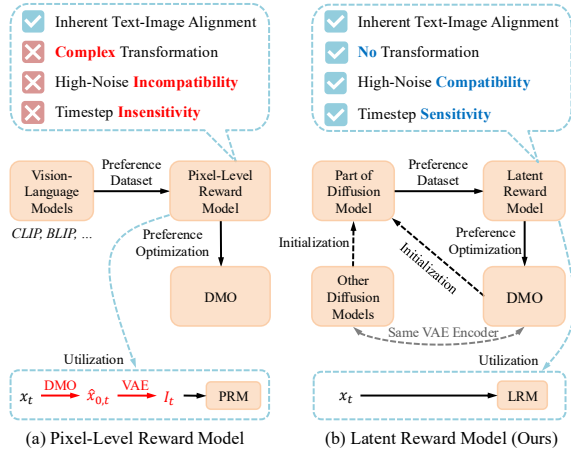 Inherent Text-Image Alignment
Complex Transformation
High-Noise Incompatibility
Timestep Insensitivity
Vision-
Language
Models
CLIP, BLIP, ...
Preference
Dataset
Pixel-Level
Reward
Model
Preference
Optimization
DMO
Utilization
x_t
DMO
x̂_{0,t}
VAE
I_t
PRM
(a) Pixel-Level Reward Model
Inherent Text-Image Alignment
No Transformation
High-Noise Compatibility
Timestep Sensitivity
Part of
Diffusion
Model
Preference
Dataset
Latent
Reward
Model
Preference
Optimization
Initialization
Initialization
Other
Diffusion
Models
DMO
Same VAE Encoder
Utilization
x_t
LRM
(b) Latent Reward Model (Ours)